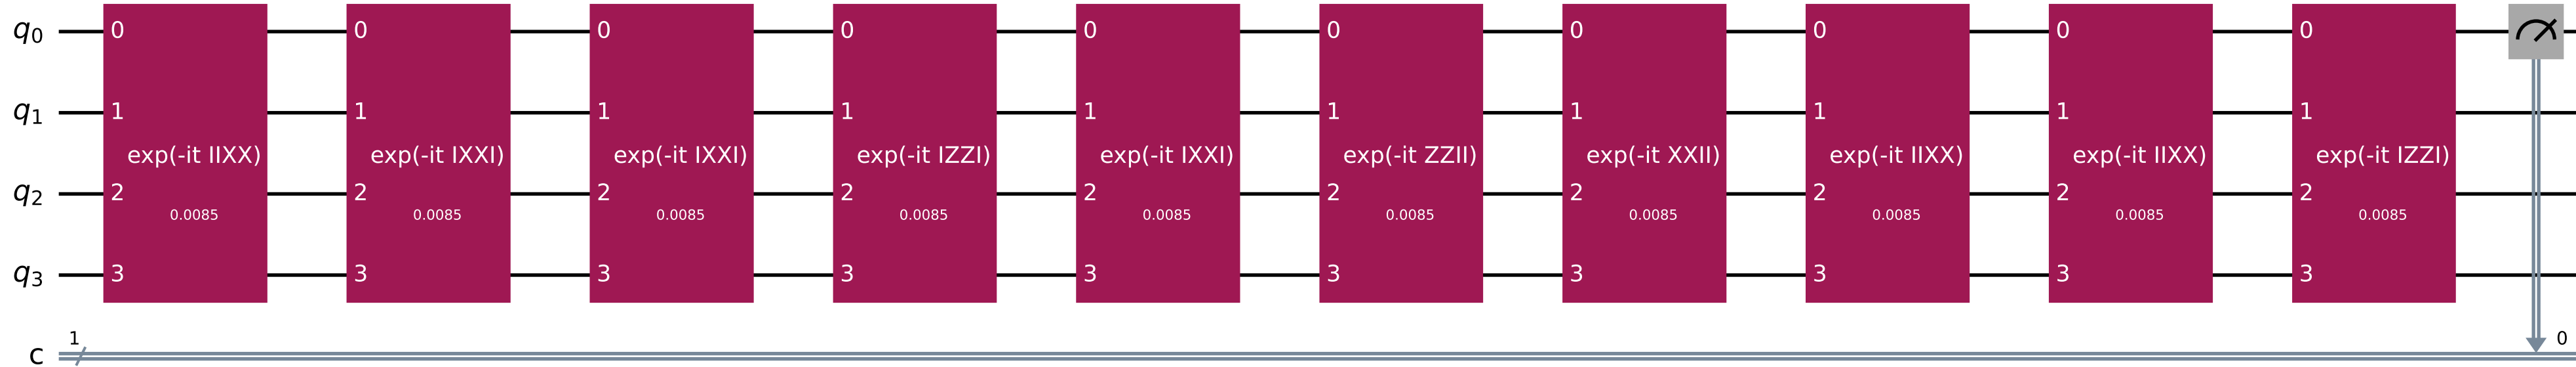 q0 0 0 0 0 0 0 0 0 0 0
q1 1 1 1 1 1 1 1 1 1 1
exp(-it IIXX) exp(-it IXXI) exp(-it IXXI) exp(-it IZZI) exp(-it IXXI) exp(-it ZZII) exp(-it XXII) exp(-it IIXX) exp(-it IIXX) exp(-it IZZI)
q2 2 2 2 2 2 2 2 2 2 2
0.0085 0.0085 0.0085 0.0085 0.0085 0.0085 0.0085 0.0085 0.0085 0.0085
q3 3 3 3 3 3 3 3 3 3 3
1 0
c